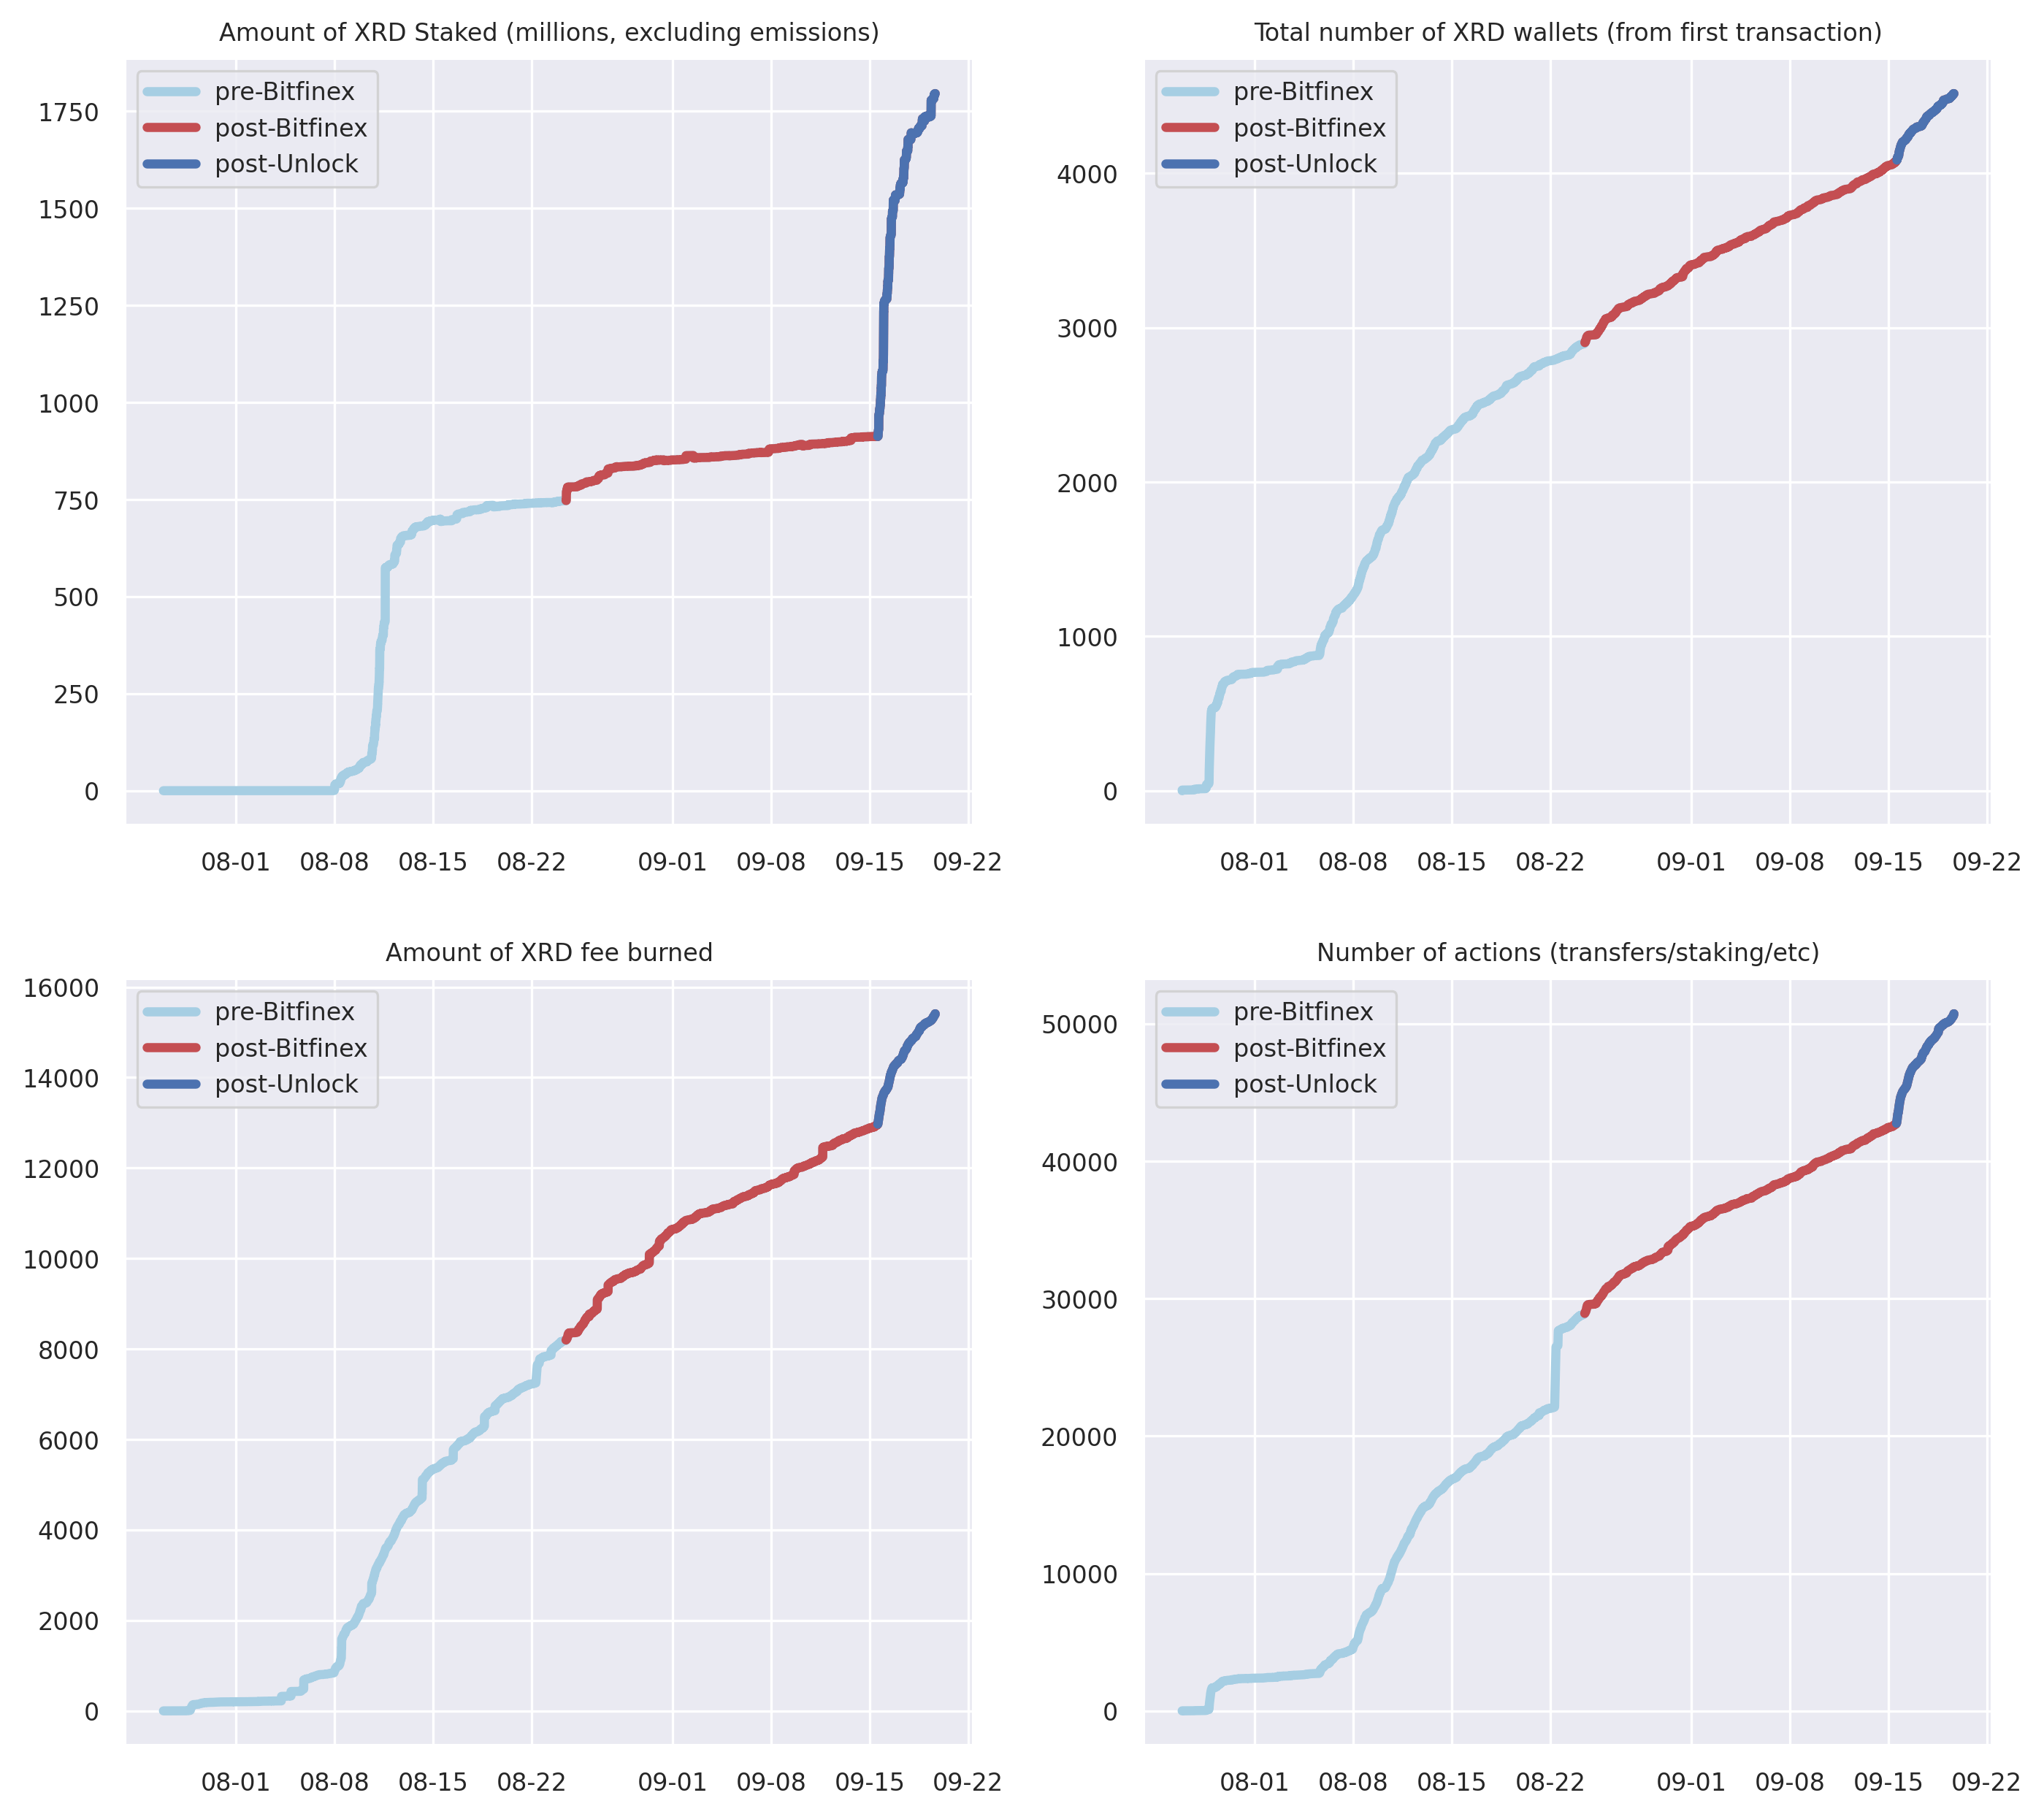 Amount of XRD Staked (millions, excluding emissions)
pre-Bitfinex
post-Bitfinex
post-Unlock
1750
1500
1250
1000
750
500
250
0
08-01 08-08 08-15 08-22 09-01 09-08 09-15 09-22
Total number of XRD wallets (from first transaction)
pre-Bitfinex
post-Bitfinex
post-Unlock
4000
3000
2000
1000
0
08-01 08-08 08-15 08-22 09-01 09-08 09-15 09-22
Amount of XRD fee burned
pre-Bitfinex
post-Bitfinex
post-Unlock
16000
14000
12000
10000
8000
6000
4000
2000
0
08-01 08-08 08-15 08-22 09-01 09-08 09-15 09-22
Number of actions (transfers/staking/etc)
pre-Bitfinex
post-Bitfinex
post-Unlock
50000
40000
30000
20000
10000
0
08-01 08-08 08-15 08-22 09-01 09-08 09-15 09-22